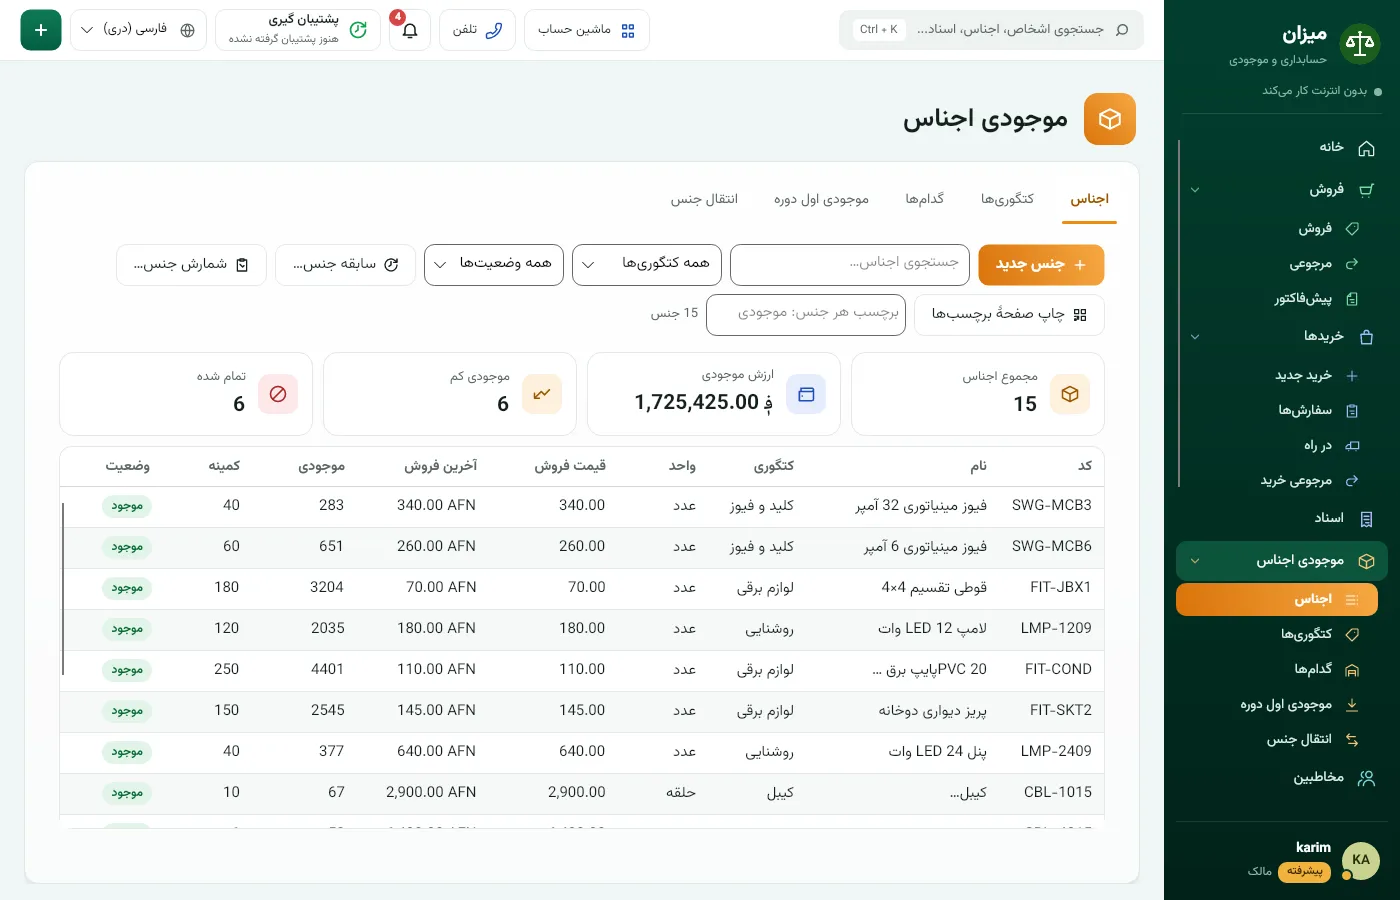 میزان
حسابداری و موجودی
بدون انترنت کار می‌کند
خانه
فروش
فروش
مرجوعی
پیش‌فاکتور
خریدها
خرید جدید
سفارش‌ها
در راه
مرجوعی خرید
اسناد
موجودی اجناس
اجناس
کتگوری‌ها
گدام‌ها
موجودی اول دوره
انتقال جنس
مخاطبین
karim
KA
پیشرفته مالک
جستجوی اشخاص، اجناس، اسناد... Ctrl + K
ماشین حساب
تلفن
4
پشتیبان گیری
هنوز پشتیبان گرفته نشده
فارسی (دری)
+
موجودی اجناس
اجناس کتگوری‌ها گدام‌ها موجودی اول دوره انتقال جنس
+ جنس جدید جستجوی اجناس... همه کتگوری‌ها همه وضعیت‌ها سابقه جنس... شمارش جنس...
چاپ صفحهٔ برچسب‌ها برچسب هر جنس: موجودی 15 جنس
مجموع اجناس
15
ارزش موجودی
؋ 1,725,425.00
موجودی کم
6
تمام شده
6
کد نام کتگوری واحد قیمت فروش آخرین فروش موجودی کمینه وضعیت
SWG-MCB3 فیوز مینیاتوری 32 آمپر کلید و فیوز عدد 340.00 340.00 AFN 283 40 موجود
SWG-MCB6 فیوز مینیاتوری 6 آمپر کلید و فیوز عدد 260.00 260.00 AFN 651 60 موجود
FIT-JBX1 قوطی تقسیم 4×4 لوازم برقی عدد 70.00 70.00 AFN 3204 180 موجود
LMP-1209 لامپ LED 12 وات روشنایی عدد 180.00 180.00 AFN 2035 120 موجود
FIT-COND پایپ برق PVC 20... لوازم برقی عدد 110.00 110.00 AFN 4401 250 موجود
FIT-SKT2 پریز دیواری دوخانه لوازم برقی عدد 145.00 145.00 AFN 2545 150 موجود
LMP-2409 پنل LED 24 وات روشنایی عدد 640.00 640.00 AFN 377 40 موجود
CBL-1015 کیبل... کیبل حلقه 2,900.00 2,900.00 AFN 67 10 موجود